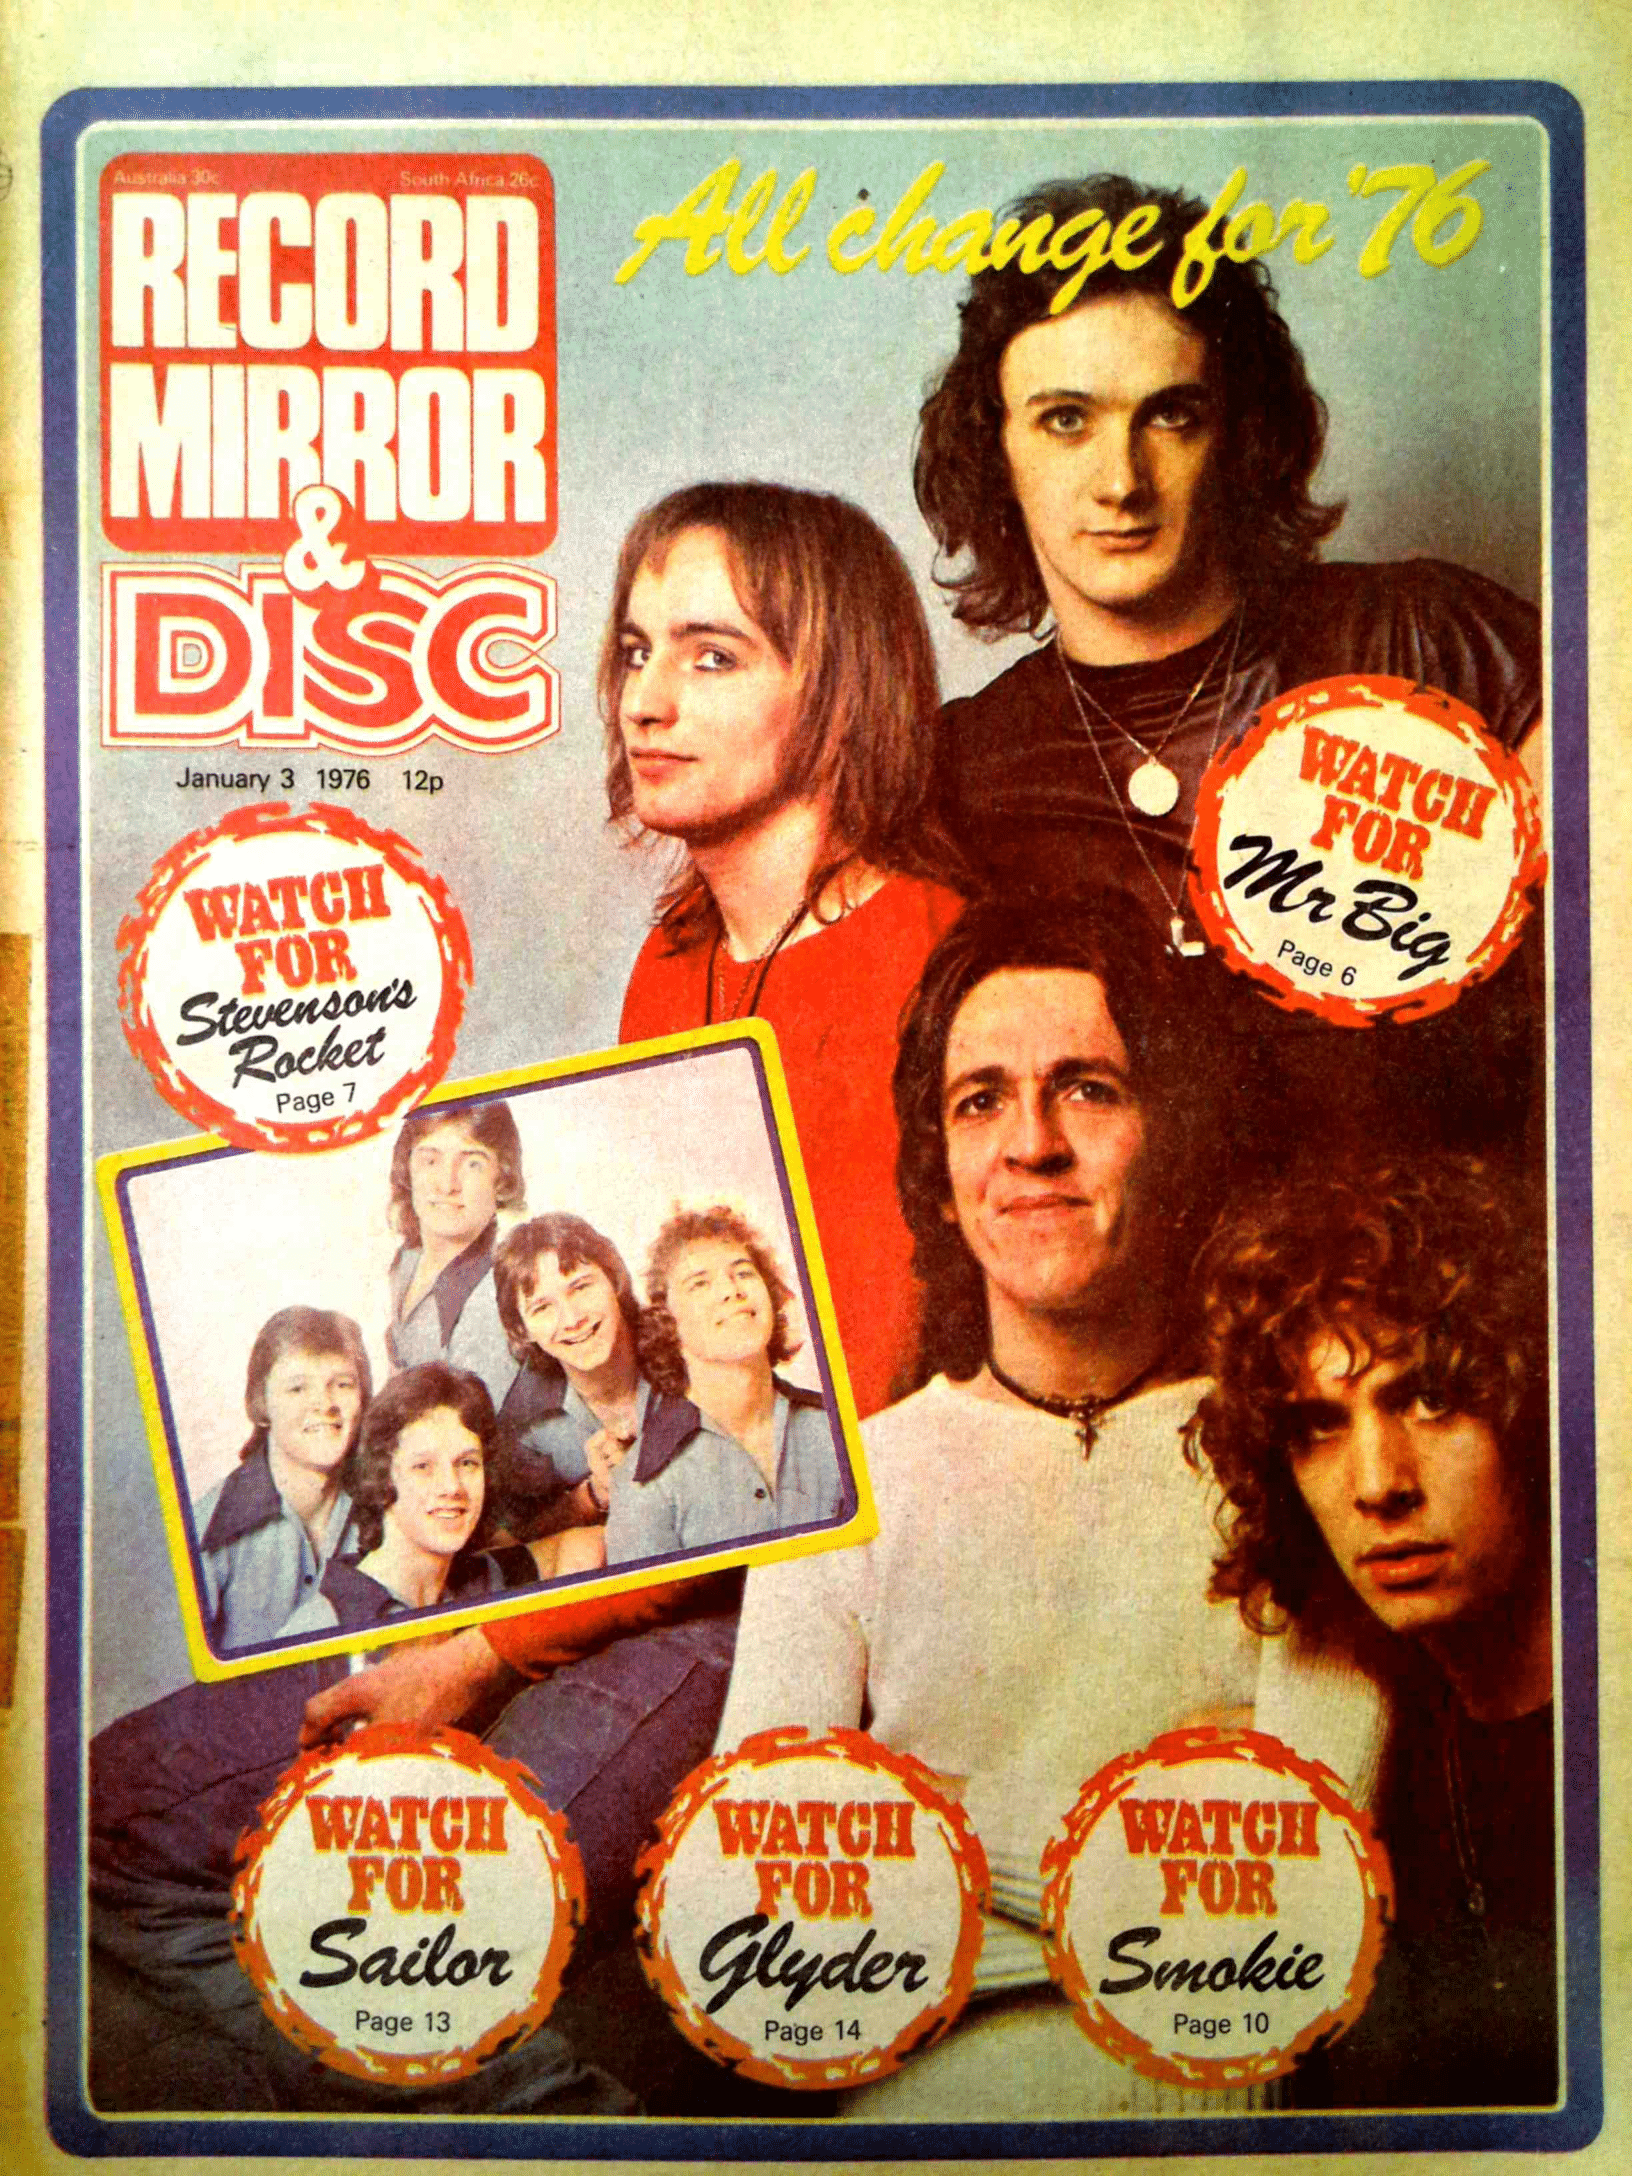 Australia 30c South Africa 26c
RECORD
MIRROR
&
DISC
January 3 1976 12p
All change for '76
WATCH
FOR
Mr Big
Page 6
WATCH
FOR
Stevenson's
Rocket
Page 7
WATCH
FOR
Sailor
Page 13
WATCH
FOR
Glyder
Page 14
WATCH
FOR
Smokie
Page 10